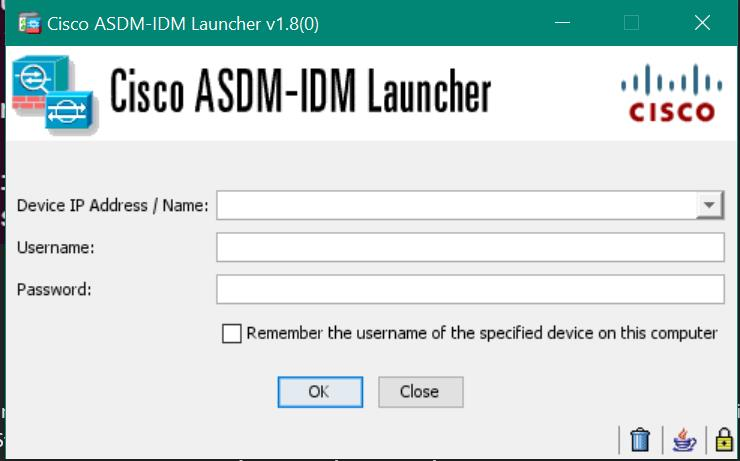 Cisco ASDM-IDM Launcher v1.8(0)
Cisco ASDM-IDM Launcher
CISCO
Device IP Address / Name:
Username:
Password:
Remember the username of the specified device on this computer
OK
Close